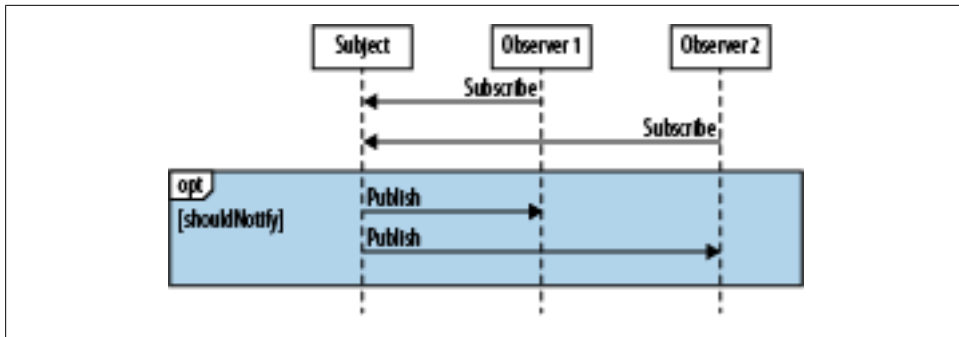 Subject
Observer 1
Observer 2
Subscribe
Subscribe
opt
[shouldNotify]
Publish
Publish